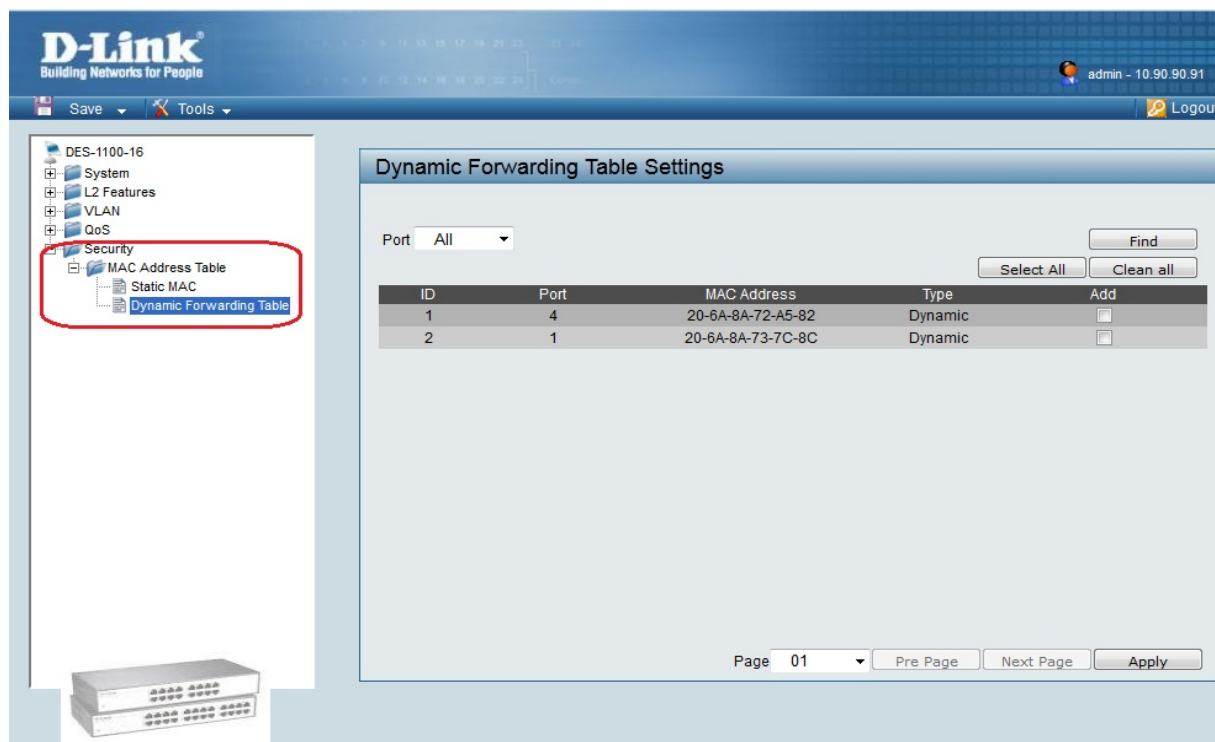 D-Link®
Building Networks for People
admin - 10.90.90.91
Save Tools Logou
DES-1100-16
System
L2 Features
VLAN
QoS
Security
MAC Address Table
Static MAC
Dynamic Forwarding Table
Dynamic Forwarding Table Settings
Port All Find
Select All Clean all
ID Port MAC Address Type Add
1 4 20-6A-8A-72-A5-82 Dynamic
2 1 20-6A-8A-73-7C-8C Dynamic
Page 01 Pre Page Next Page Apply